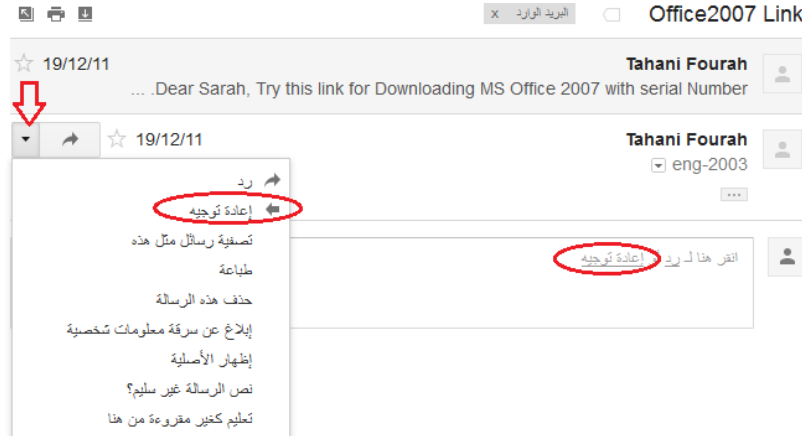 Office2007 Link
البريد الوارد x
Tahani Fourah
19/12/11
Dear Sarah, Try this link for Downloading MS Office 2007 with serial Number. ...
Tahani Fourah
19/12/11
eng-2003
رد
إعادة توجيه
تصفية رسائل مثل هذه
طباعة
حذف هذه الرسالة
إبلاغ عن سرقة معلومات شخصية
إظهار الأصلية
نص الرسالة غير سليم؟
تعليم كغير مقروءة من هنا
انقر هنا لـ رد أو إعادة توجيه